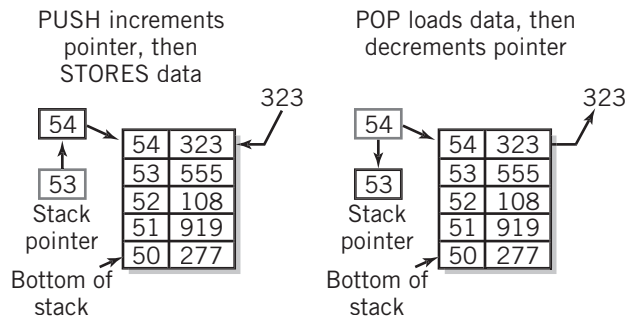 PUSH increments
pointer, then
STORES data
323
54
53
Stack
pointer
54 323
53 555
52 108
51 919
50 277
Bottom of
stack
POP loads data, then
decrements pointer
323
54
53
Stack
pointer
54 323
53 555
52 108
51 919
50 277
Bottom of
stack